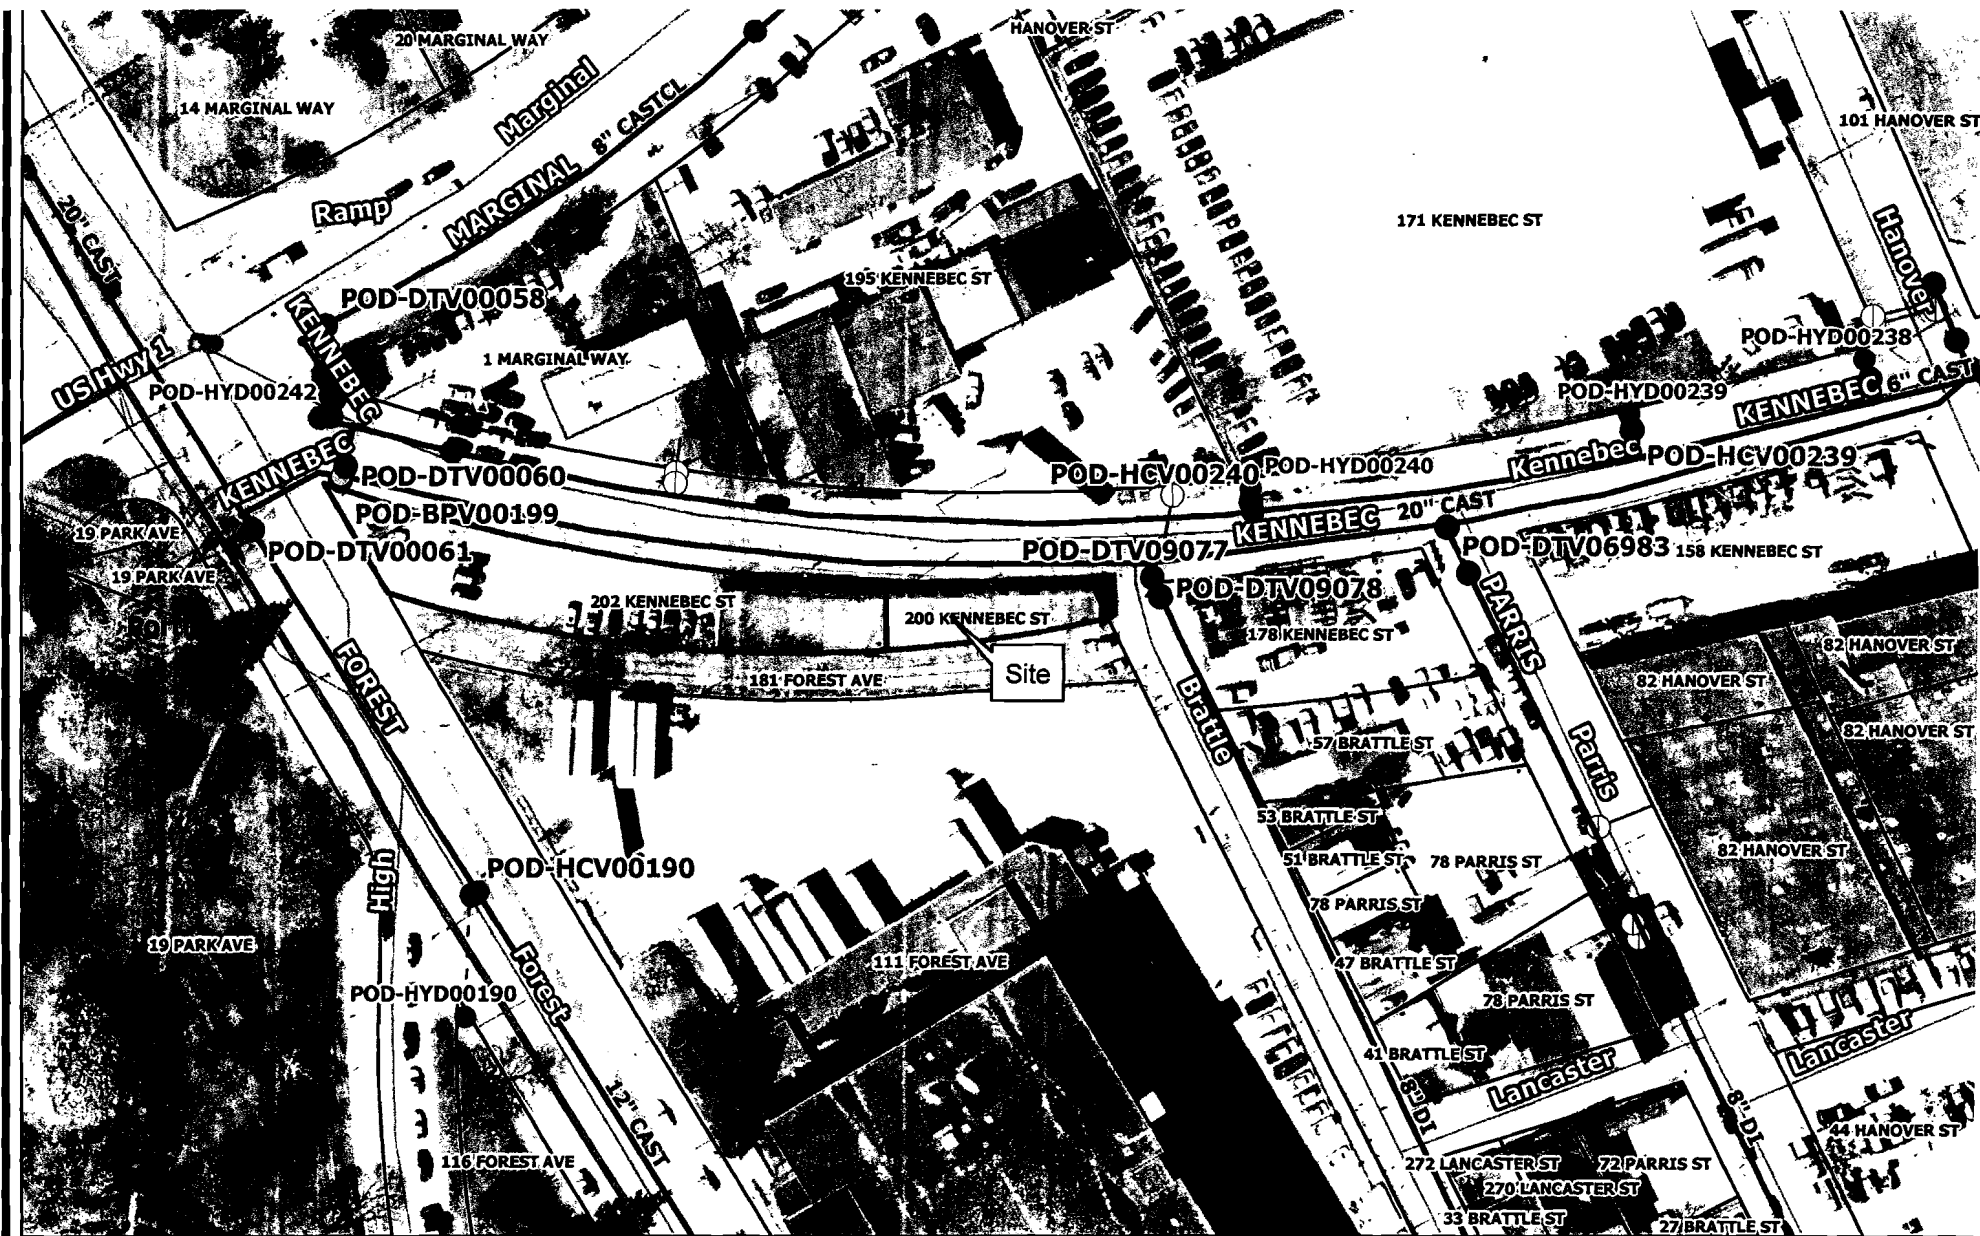 HANOVER ST
20 MARGINAL WAY
14 MARGINAL WAY
Marginal
8" CASTCL
101 HANOVER ST
MARGINAL
Ramp
20" CAST
171 KENNEBEC ST
Hanover
195 KENNEBEC ST
POD-DTV00058
KENNEBEC
1 MARGINAL WAY
POD-HYD00238
US Hwy 1
POD-HYD00242
POD-HYD00239
KENNEBEC 6" CAST
KENNEBEC
POD-DTV00060
POD-HCV00240
POD-HYD00240
Kennebec
POD-HCV00239
POD-BPV00199
KENNEBEC 20" CAST
19 PARK AVE
POD-DTV00061
POD-DTV09077
POD-DTV06983
158 KENNEBEC ST
19 PARK AVE
POD-DTV09078
PARRIS
202 KENNEBEC ST
200 KENNEBEC ST
178 KENNEBEC ST
82 HANOVER ST
FOREST
Site
181 FOREST AVE
82 HANOVER ST
Brattle
57 BRATTLE ST
Parris
82 HANOVER ST
53 BRATTLE ST
51 BRATTLE ST
78 PARRIS ST
82 HANOVER ST
POD-HCV00190
High
78 PARRIS ST
19 PARK AVE
Forest
111 FOREST AVE
47 BRATTLE ST
POD-HYD00190
78 PARRIS ST
41 BRATTLE ST
Lancaster
Lancaster
12" CAST
8" DI
8" DI
44 HANOVER ST
116 FOREST AVE
272 LANCASTER ST
72 PARRIS ST
270 LANCASTER ST
33 BRATTLE ST
27 BRATTLE ST